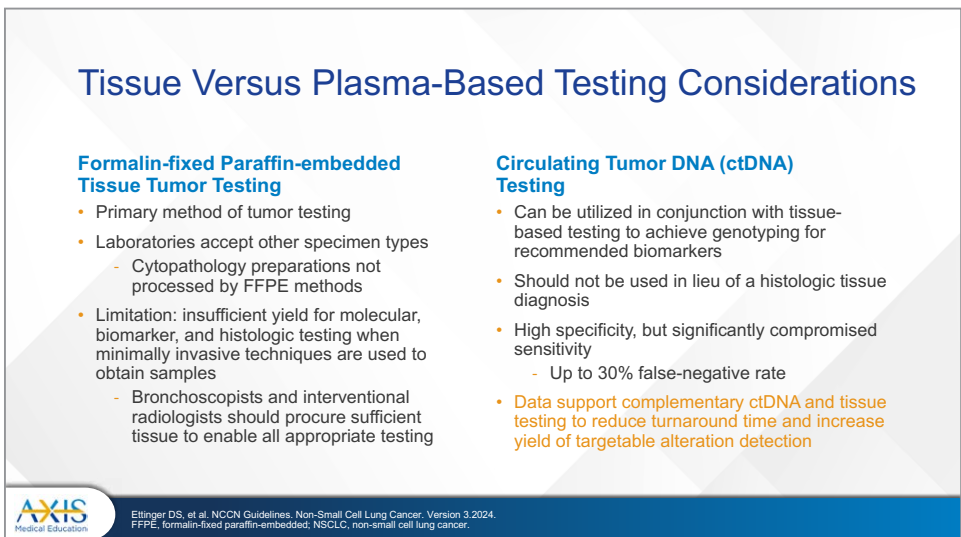 Tissue Versus Plasma-Based Testing Considerations
Formalin-fixed Paraffin-embedded
Tissue Tumor Testing
• Primary method of tumor testing
• Laboratories accept other specimen types
- Cytopathology preparations not
processed by FFPE methods
• Limitation: insufficient yield for molecular,
biomarker, and histologic testing when
minimally invasive techniques are used to
obtain samples
- Bronchoscopists and interventional
radiologists should procure sufficient
tissue to enable all appropriate testing
Circulating Tumor DNA (ctDNA)
Testing
• Can be utilized in conjunction with tissue-
based testing to achieve genotyping for
recommended biomarkers
• Should not be used in lieu of a histologic tissue
diagnosis
• High specificity, but significantly compromised
sensitivity
- Up to 30% false-negative rate
• Data support complementary ctDNA and tissue
testing to reduce turnaround time and increase
yield of targetable alteration detection
AXIS
Medical Education
Ettinger DS, et al. NCCN Guidelines. Non-Small Cell Lung Cancer. Version 3.2024.
FFPE, formalin-fixed paraffin-embedded; NSCLC, non-small cell lung cancer.